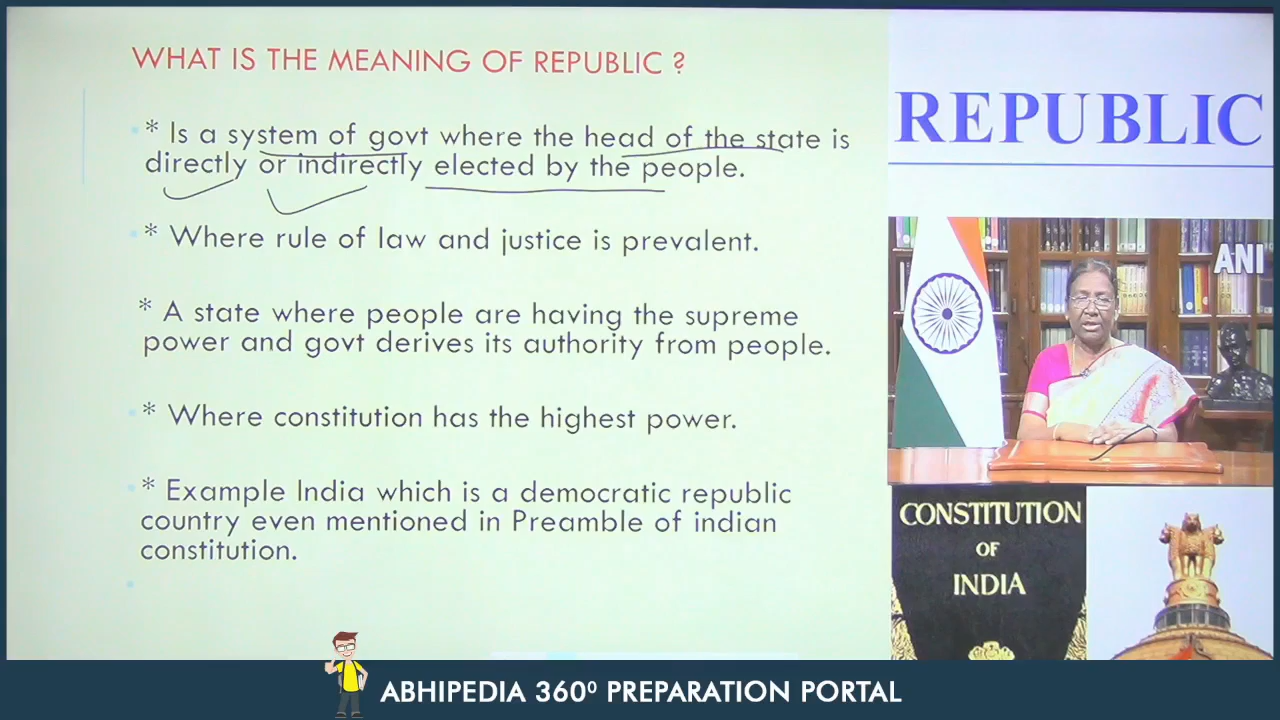 WHAT IS THE MEANING OF REPUBLIC ?
* Is a system of govt where the head of the state is
directly or indirectly elected by the people.
* Where rule of law and justice is prevalent.
* A state where people are having the supreme
power and govt derives its authority from people.
* Where constitution has the highest power.
* Example India which is a democratic republic
country even mentioned in Preamble of indian
constitution.
REPUBLIC
ANI
CONSTITUTION
OF
INDIA
ABHIPEDIA 360⁰ PREPARATION PORTAL